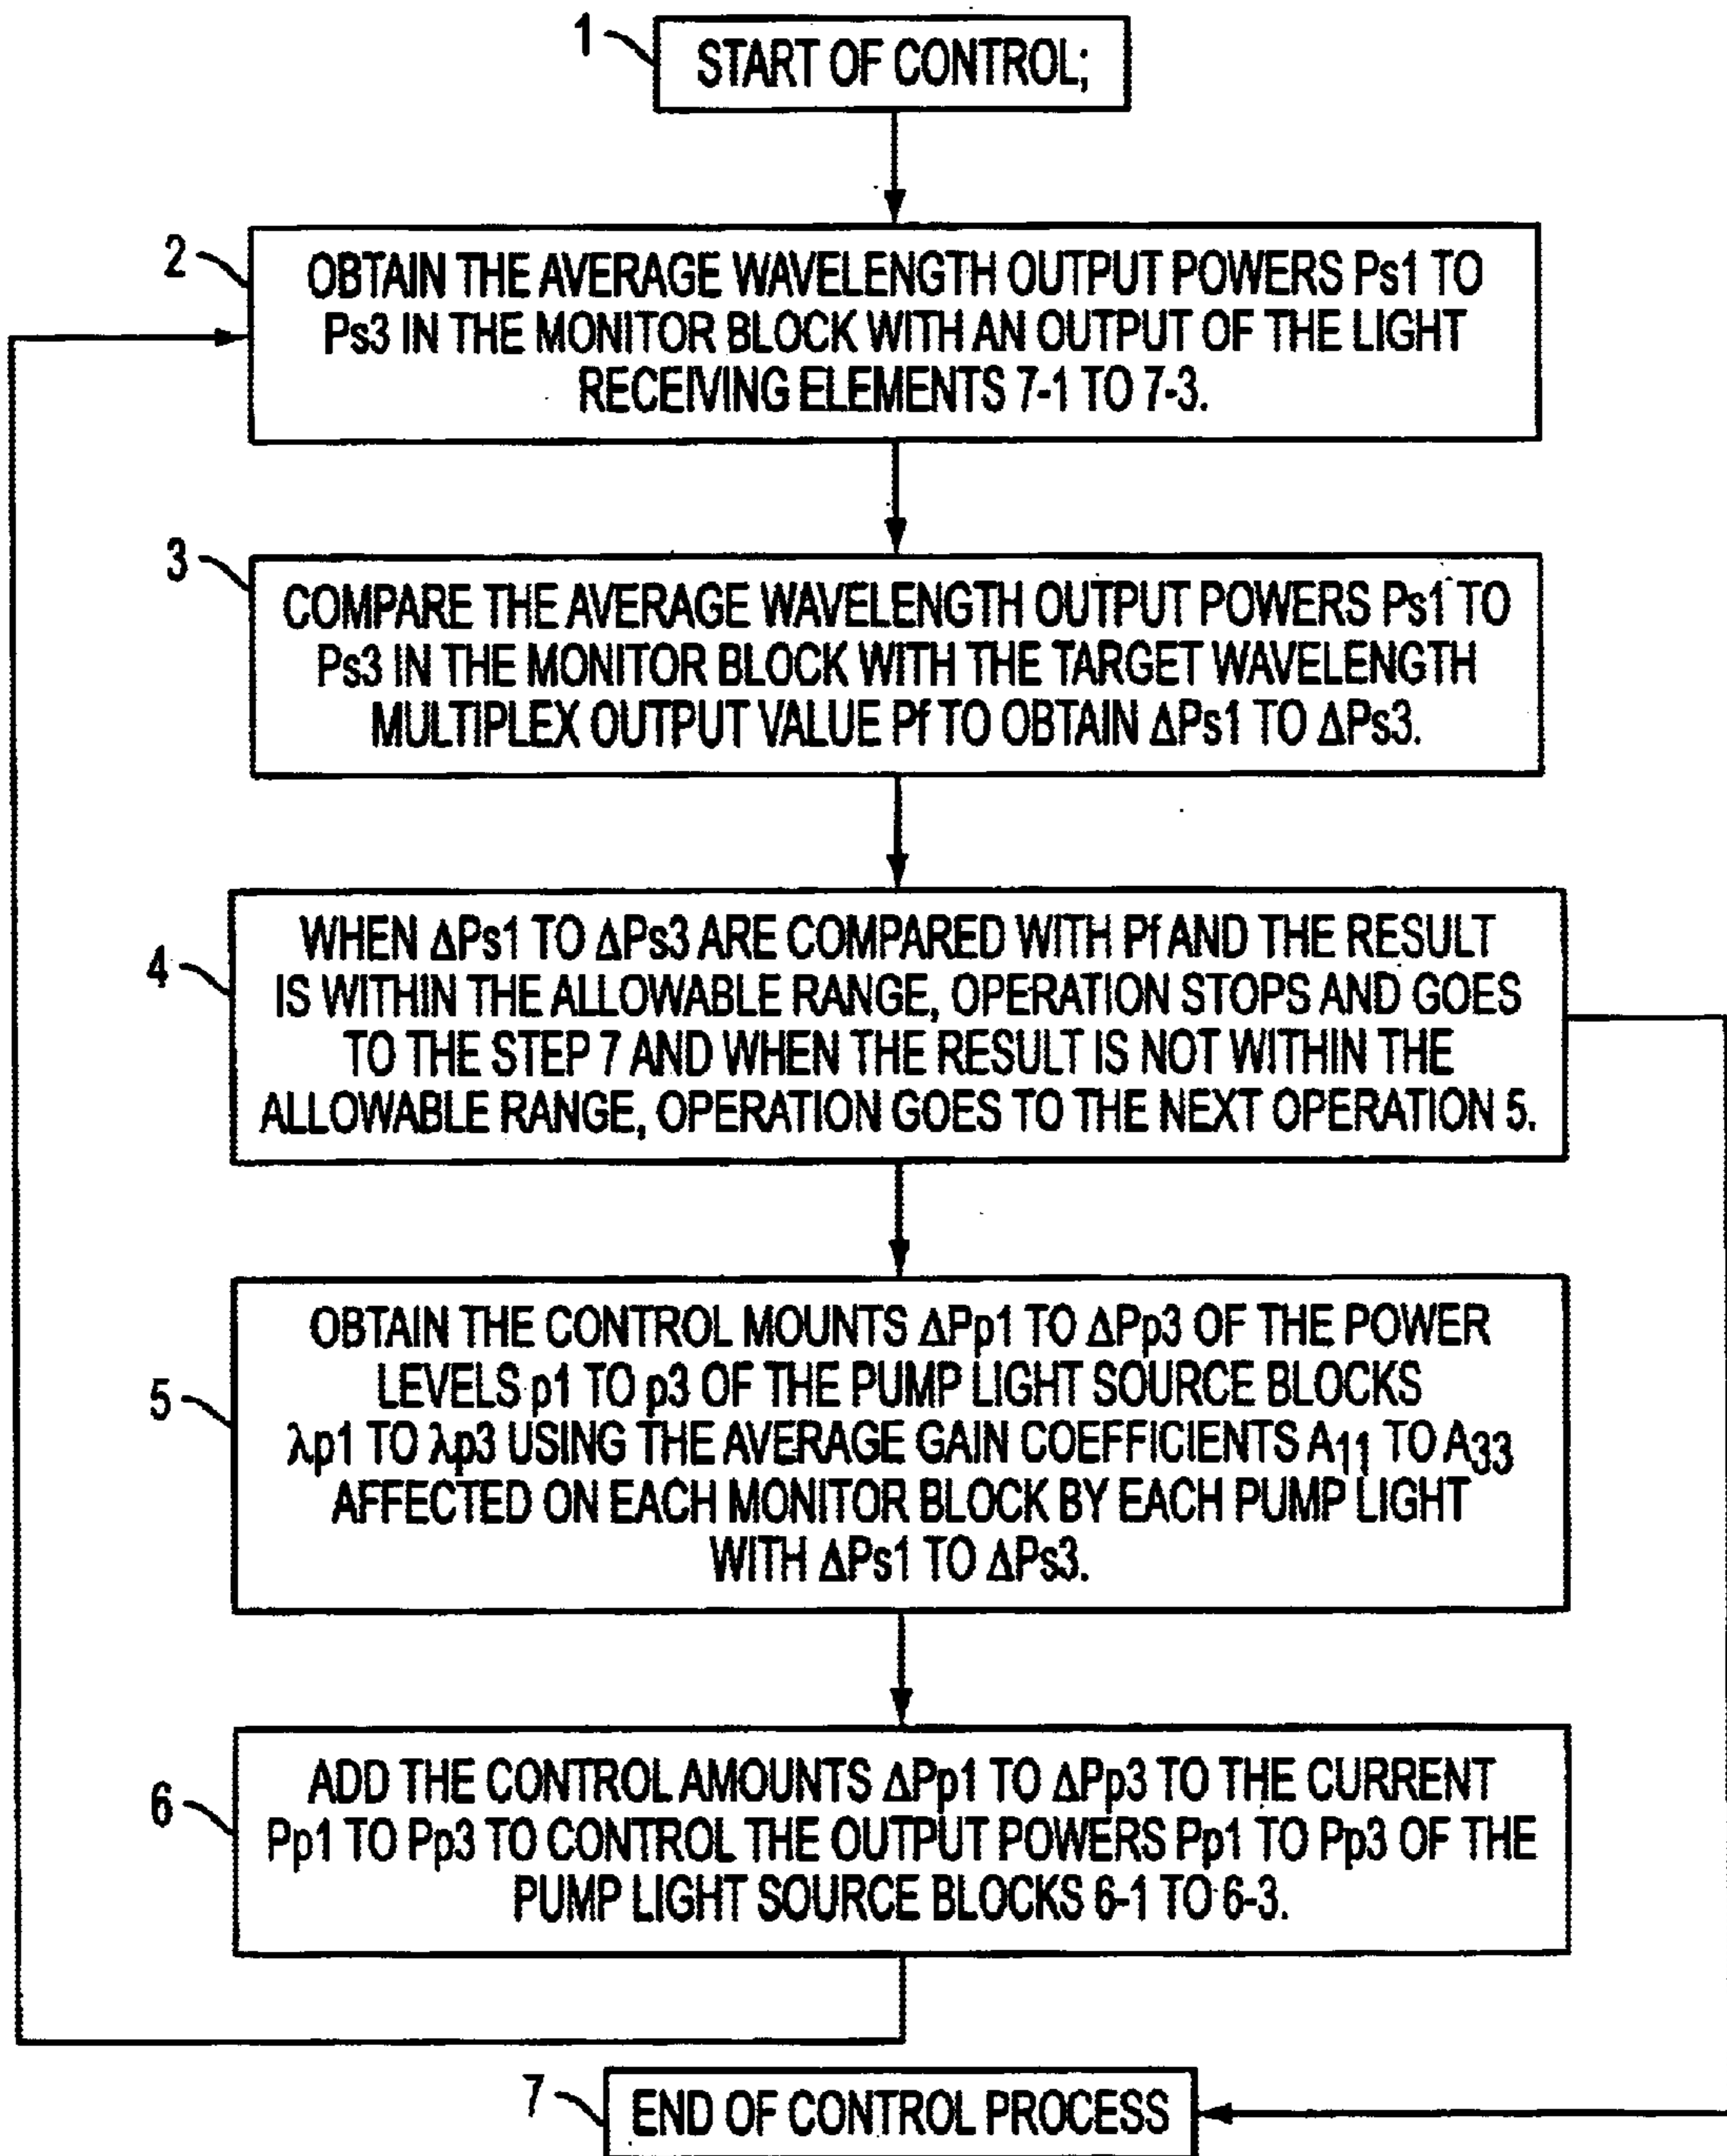 1
START OF CONTROL;
2
OBTAIN THE AVERAGE WAVELENGTH OUTPUT POWERS Ps1 TO
Ps3 IN THE MONITOR BLOCK WITH AN OUTPUT OF THE LIGHT
RECEIVING ELEMENTS 7-1 TO 7-3.
3
COMPARE THE AVERAGE WAVELENGTH OUTPUT POWERS Ps1 TO
Ps3 IN THE MONITOR BLOCK WITH THE TARGET WAVELENGTH
MULTIPLEX OUTPUT VALUE Pf TO OBTAIN ΔPs1 TO ΔPs3.
4
WHEN ΔPs1 TO ΔPs3 ARE COMPARED WITH Pf AND THE RESULT
IS WITHIN THE ALLOWABLE RANGE, OPERATION STOPS AND GOES
TO THE STEP 7 AND WHEN THE RESULT IS NOT WITHIN THE
ALLOWABLE RANGE, OPERATION GOES TO THE NEXT OPERATION 5.
5
OBTAIN THE CONTROL MOUNTS ΔPp1 TO ΔPp3 OF THE POWER
LEVELS p1 TO p3 OF THE PUMP LIGHT SOURCE BLOCKS
λp1 TO λp3 USING THE AVERAGE GAIN COEFFICIENTS A11 TO A33
AFFECTED ON EACH MONITOR BLOCK BY EACH PUMP LIGHT
WITH ΔPs1 TO ΔPs3.
6
ADD THE CONTROL AMOUNTS ΔPp1 TO ΔPp3 TO THE CURRENT
Pp1 TO Pp3 TO CONTROL THE OUTPUT POWERS Pp1 TO Pp3 OF THE
PUMP LIGHT SOURCE BLOCKS 6-1 TO 6-3.
7
END OF CONTROL PROCESS